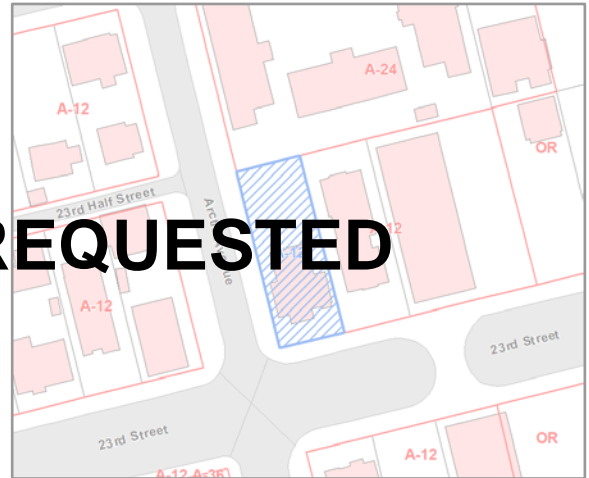 A-24
A-12
OR
23rd Half Street
REQUESTED
A-12
23rd Street
23rd Street
A-12
OR
A-12 A-36